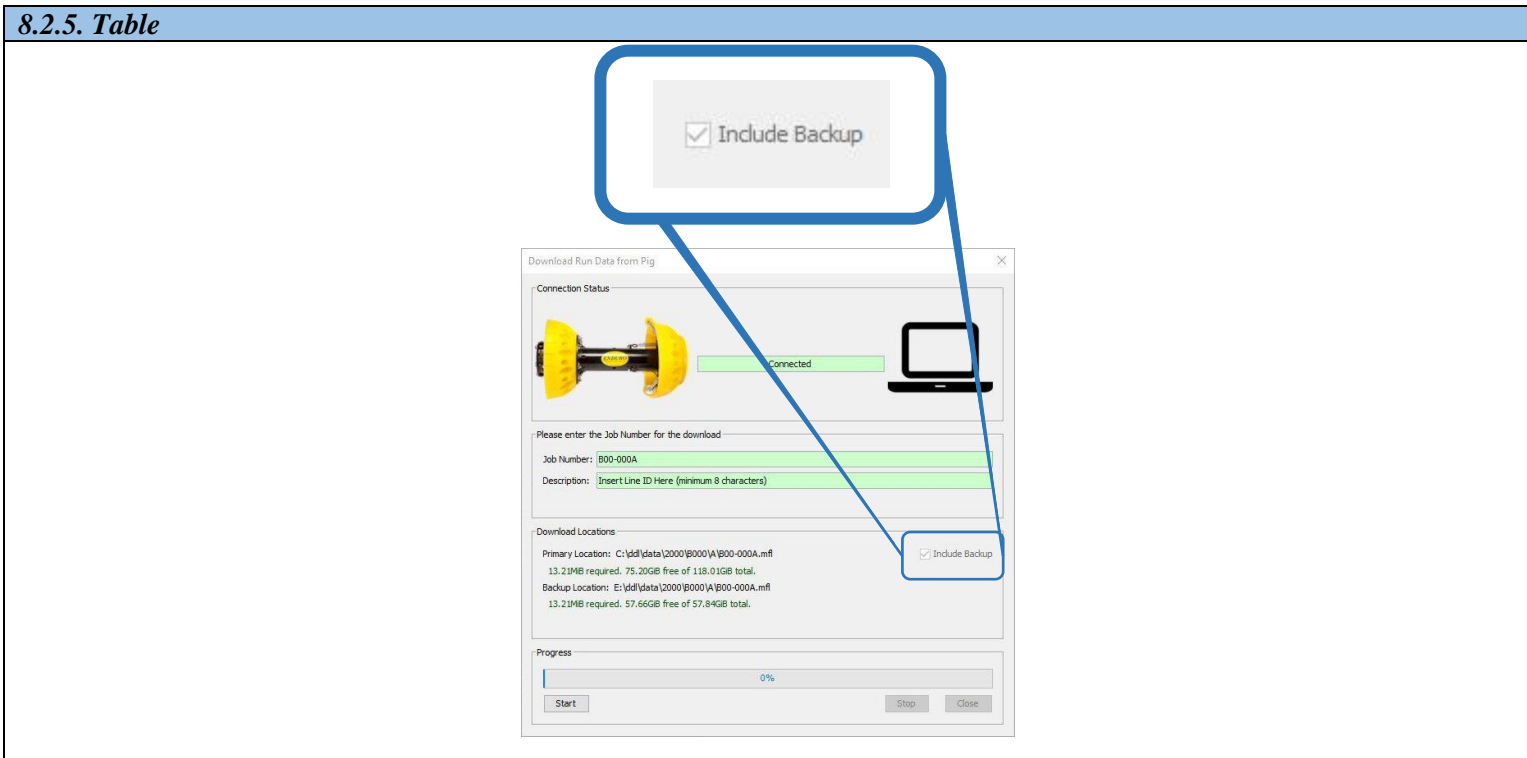 8.2.5. Table
Include Backup
Download Run Data from Pig
Connection Status
Connected
Please enter the Job Number for the download
Job Number: B00-000A
Description: Insert Line ID Here (minimum 8 characters)
Download Locations
Primary Location: C:\ddl\data\2000\B000\A\B00-000A.mfl
Include Backup
13.21MiB required. 75.20GiB free of 118.01GiB total.
Backup Location: E:\ddl\data\2000\B000\A\B00-000A.mfl
13.21MiB required. 57.66GiB free of 57.84GiB total.
Progress
0%
Start Stop Close